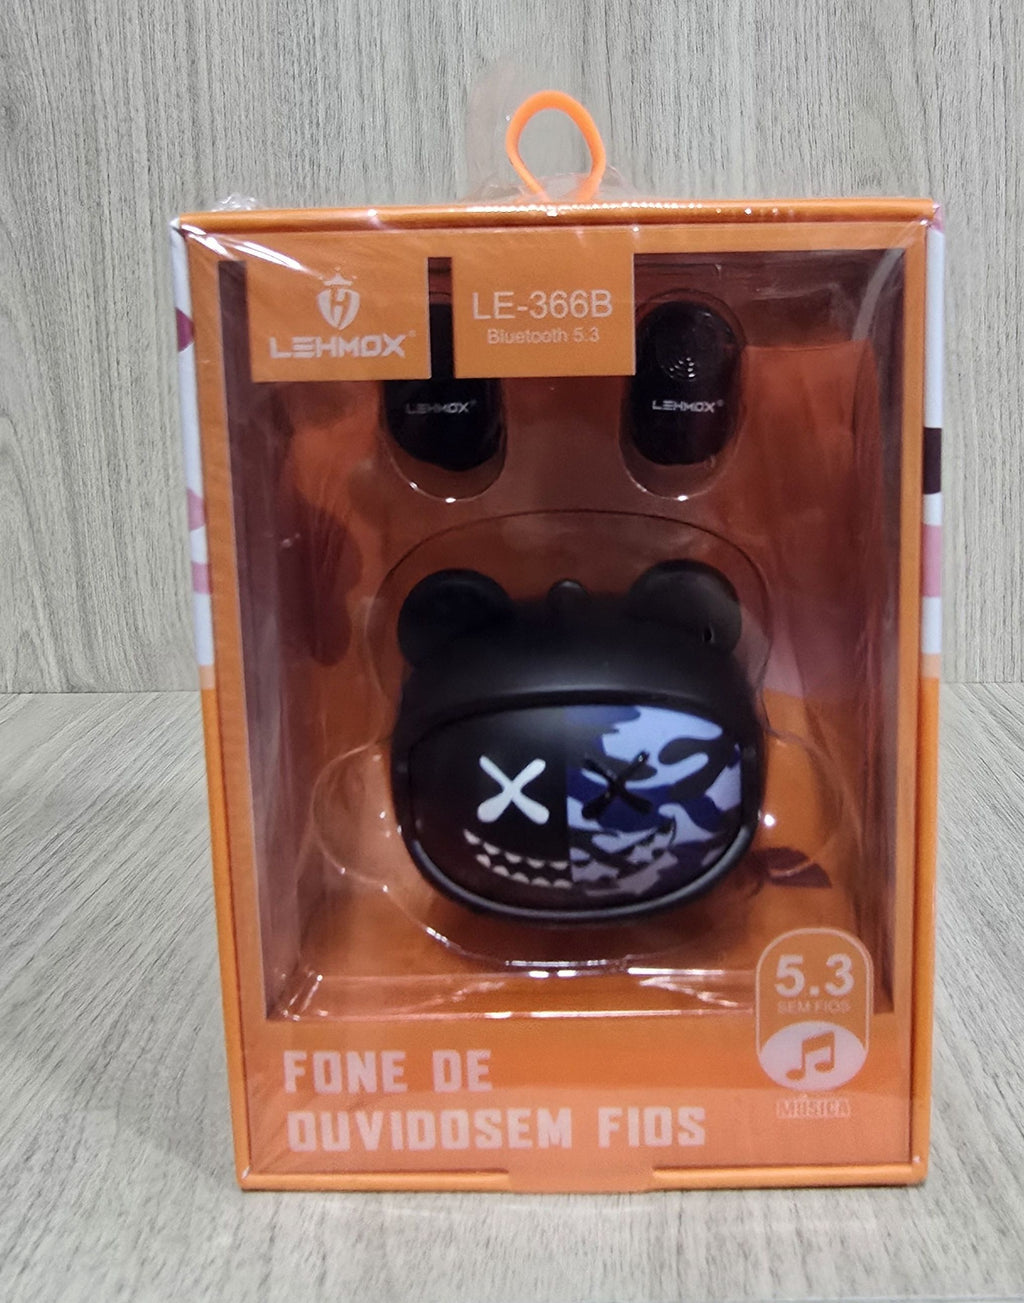 LEHMOX®
LE-366B
Bluetooth 5.3
LEHMOX®
LEHMOX®
5.3
SEM FIOS
MÚSICA
FONE DE
OUVIDOSEM FIOS